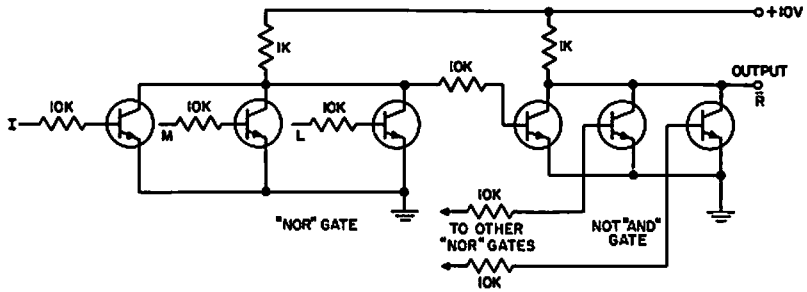 +10V
1K
1K
10K
OUTPUT
R
I
10K
M
10K
L
10K
"NOR" GATE
10K
TO OTHER
"NOR" GATES
10K
NOT "AND"
GATE